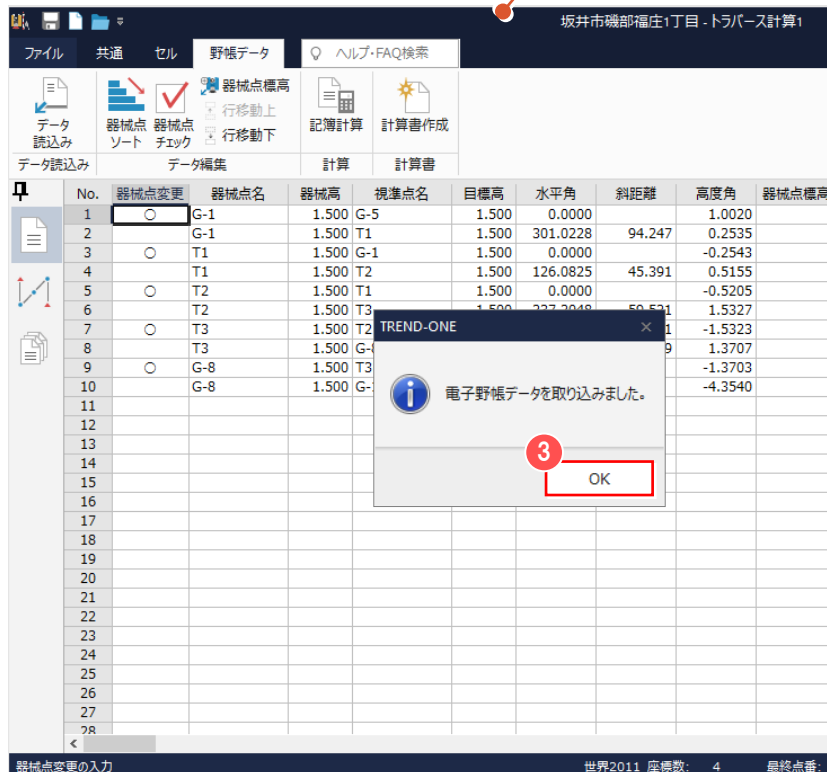 坂井市磯部福庄1丁目 - トラバース計算1
ファイル 共通 セル 野帳データ ヘルプ・FAQ検索
データ読込み 器械点ソート 器械点チェック 器械点標高 行移動上 行移動下 記簿計算 計算書作成
データ読込み データ編集 計算 計算書
No. 器械点変更 器械点名 器械高 視準点名 目標高 水平角 斜距離 高度角 器械点標高
1 ○ G-1 1.500 G-5 1.500 0.0000 1.0020
2 G-1 1.500 T1 1.500 301.0228 94.247 0.2535
3 ○ T1 1.500 G-1 1.500 0.0000 -0.2543
4 T1 1.500 T2 1.500 126.0825 45.391 0.5155
5 ○ T2 1.500 T1 1.500 0.0000 -0.5205
6 T2 1.500 T3 1.5327
7 ○ T3 1.500 T2 1 -1.5323
8 T3 1.500 G- 9 1.3707
9 ○ G-8 1.500 T3 -1.3703
10 G-8 1.500 G- -4.3540
11
12
13
14
15
16
17
18
19
20
21
22
23
24
25
26
27
28
TREND-ONE ×
電子野帳データを取り込みました。
3
OK
器械点変更の入力 世界2011 座標数: 4 最終点番: